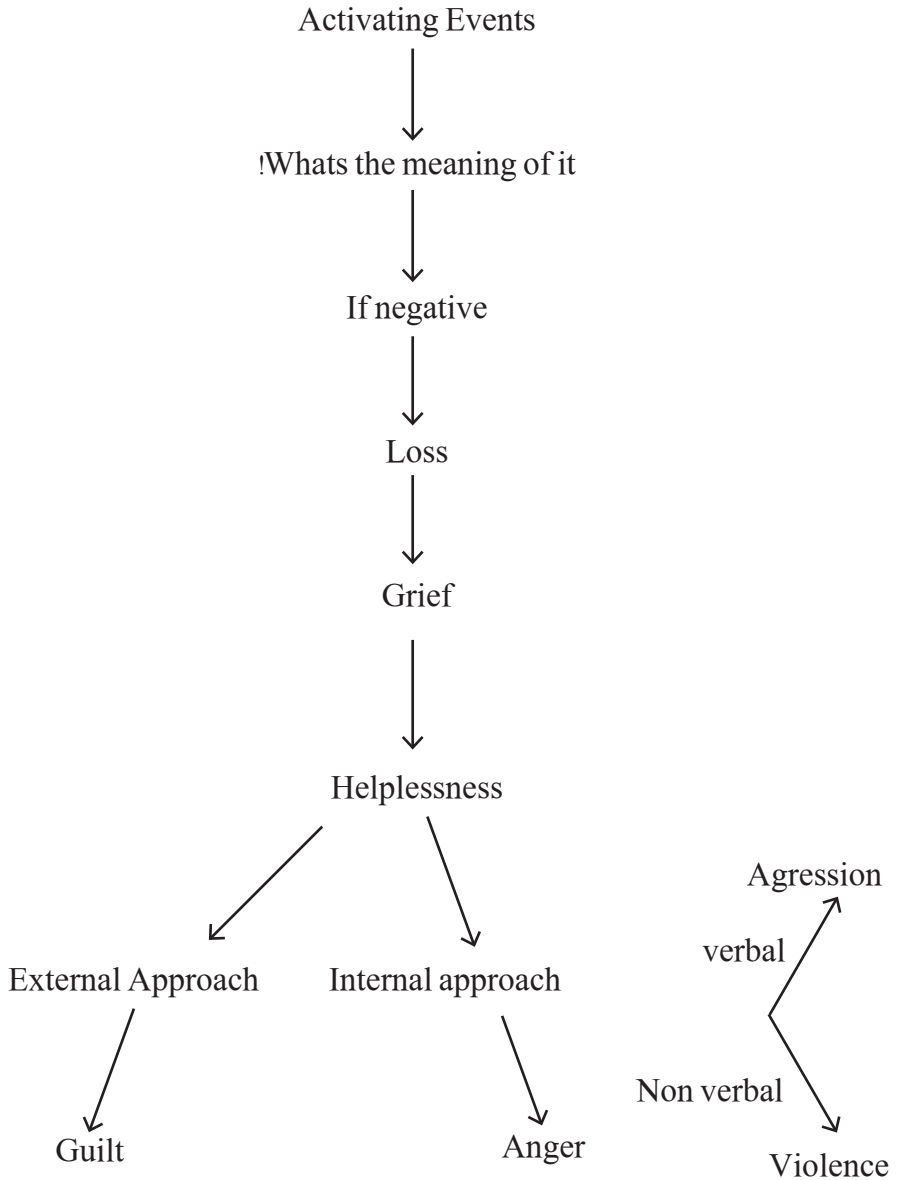 Activating Events
!Whats the meaning of it
If negative
Loss
Grief
Helplessness
Agression
verbal
External Approach
Internal approach
Non verbal
Guilt
Anger
Violence